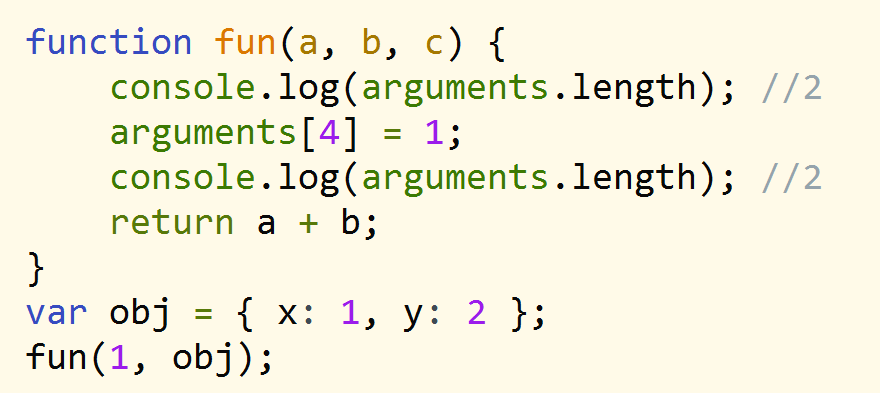 function fun(a, b, c) {
    console.log(arguments.length); //2
    arguments[4] = 1;
    console.log(arguments.length); //2
    return a + b;
}
var obj = { x: 1, y: 2 };
fun(1, obj);